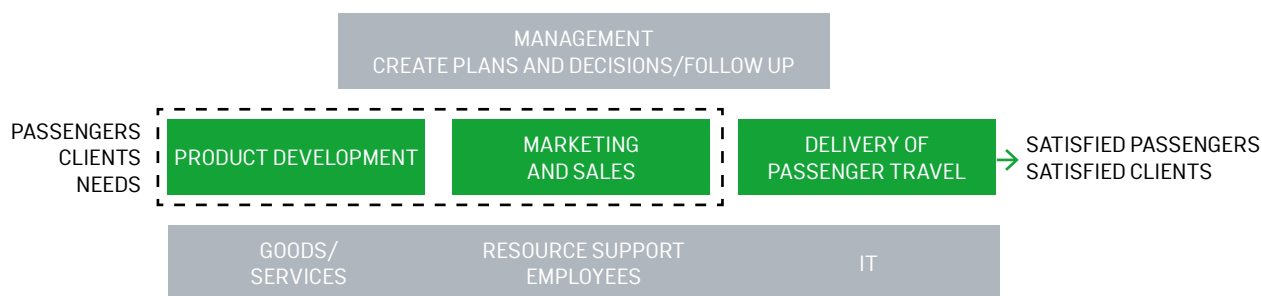 MANAGEMENT
CREATE PLANS AND DECISIONS/FOLLOW UP
PASSENGERS
CLIENTS
NEEDS
PRODUCT DEVELOPMENT
MARKETING
AND SALES
DELIVERY OF
PASSENGER TRAVEL
SATISFIED PASSENGERS
SATISFIED CLIENTS
GOODS/
SERVICES
RESOURCE SUPPORT
EMPLOYEES
IT